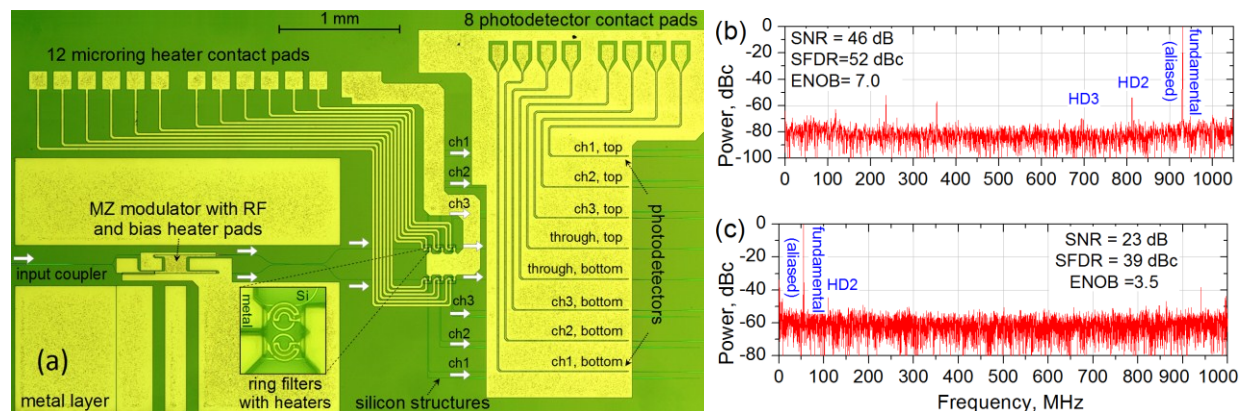 1 mm
8 photodetector contact pads
12 microring heater contact pads
ch1
ch2
ch3
ch1, top
ch2, top
ch3, top
through, top
through, bottom
ch3, bottom
ch2, bottom
ch1, bottom
photodetectors
MZ modulator with RF
and bias heater pads
input coupler
Si
metal
ch3
ch2
ch1
(a)
ring filters
with heaters
metal layer
silicon structures
(b)
SNR = 46 dB
SFDR=52 dBc
ENOB= 7.0
HD3
HD2
fundamental
(aliased)
Power, dBc
0
-20
-40
-60
-80
-100
0 100 200 300 400 500 600 700 800 900 1000
(c)
fundamental
(aliased)
HD2
SNR = 23 dB
SFDR = 39 dBc
ENOB =3.5
Power, dBc
0
-20
-40
-60
-80
0 100 200 300 400 500 600 700 800 900 1000
Frequency, MHz